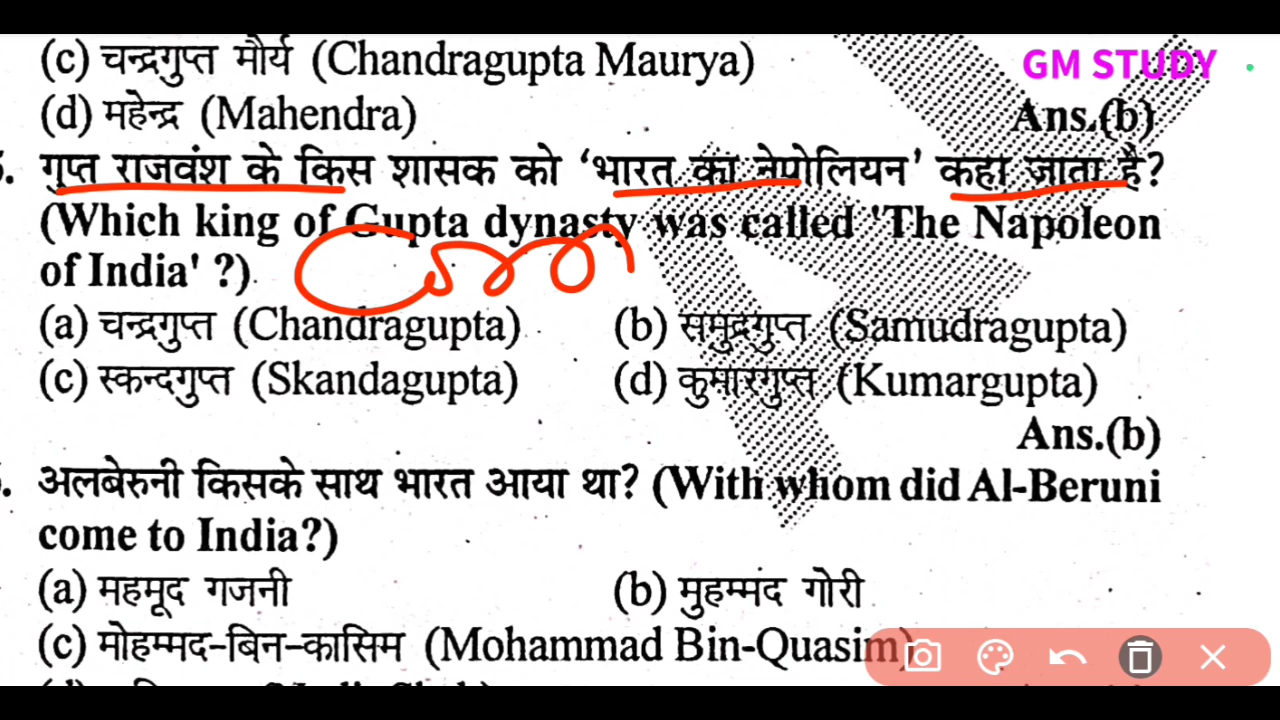 (c) चन्द्रगुप्त मौर्य (Chandragupta Maurya)
GM STUDY
(d) महेन्द्र (Mahendra) Ans.(b)
गुप्त राजवंश के किस शासक को ‘भारत का नेपोलियन’ कहा जाता है?
(Which king of Gupta dynasty was called 'The Napoleon
of India' ?)
(a) चन्द्रगुप्त (Chandragupta) (b) समुद्रगुप्त (Samudragupta)
(c) स्कन्दगुप्त (Skandagupta) (d) कुमारगुप्त (Kumargupta)
Ans.(b)
अलबेरुनी किसके साथ भारत आया था? (With whom did Al-Beruni
come to India?)
(a) महमूद गजनी (b) मुहम्मद गोरी
(c) मोहम्मद-बिन-कासिम (Mohammad Bin-Quasim)